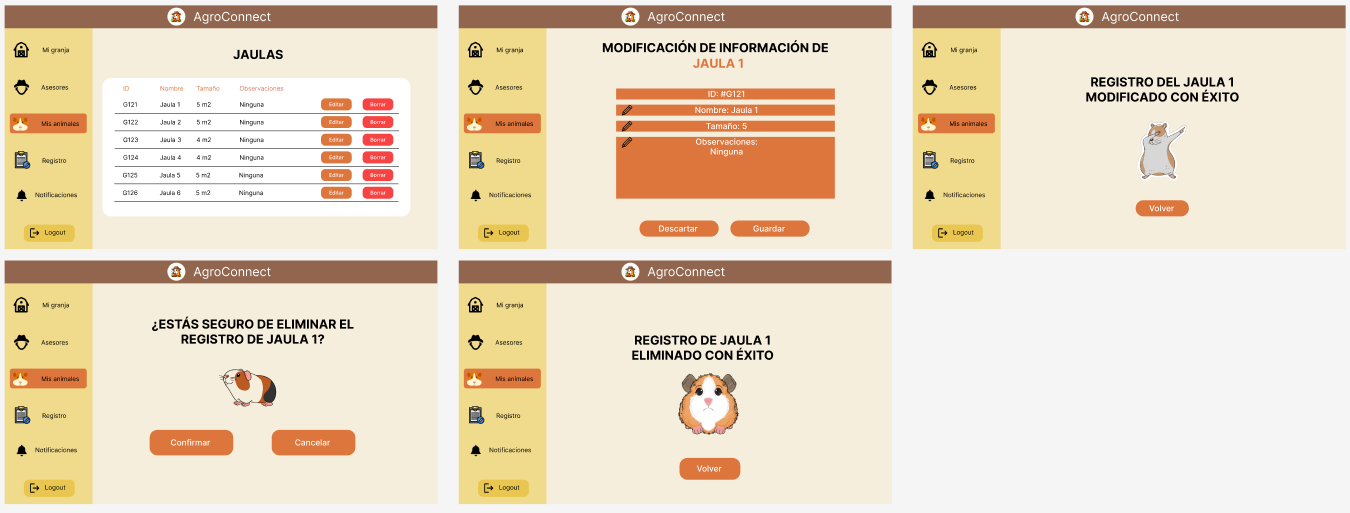 AgroConnect
Mi granja
Asesores
Mis animales
Registro
Notificaciones
Logout
JAULAS
ID Nombre Tamaño Observaciones
G121 Jaula 1 5 m2 Ninguna Editar Borrar
G122 Jaula 2 5 m2 Ninguna Editar Borrar
G123 Jaula 3 4 m2 Ninguna Editar Borrar
G124 Jaula 4 4 m2 Ninguna Editar Borrar
G125 Jaula 5 5 m2 Ninguna Editar Borrar
G126 Jaula 6 5 m2 Ninguna Editar Borrar
AgroConnect
Mi granja
Asesores
Mis animales
Registro
Notificaciones
Logout
MODIFICACIÓN DE INFORMACIÓN DE
JAULA 1
ID: #G121
Nombre: Jaula 1
Tamaño: 5
Observaciones:
Ninguna
Descartar Guardar
AgroConnect
Mi granja
Asesores
Mis animales
Registro
Notificaciones
Logout
REGISTRO DEL JAULA 1
MODIFICADO CON ÉXITO
Volver
AgroConnect
Mi granja
Asesores
Mis animales
Registro
Notificaciones
Logout
¿ESTÁS SEGURO DE ELIMINAR EL
REGISTRO DE JAULA 1?
Confirmar Cancelar
AgroConnect
Mi granja
Asesores
Mis animales
Registro
Notificaciones
Logout
REGISTRO DE JAULA 1
ELIMINADO CON ÉXITO
Volver